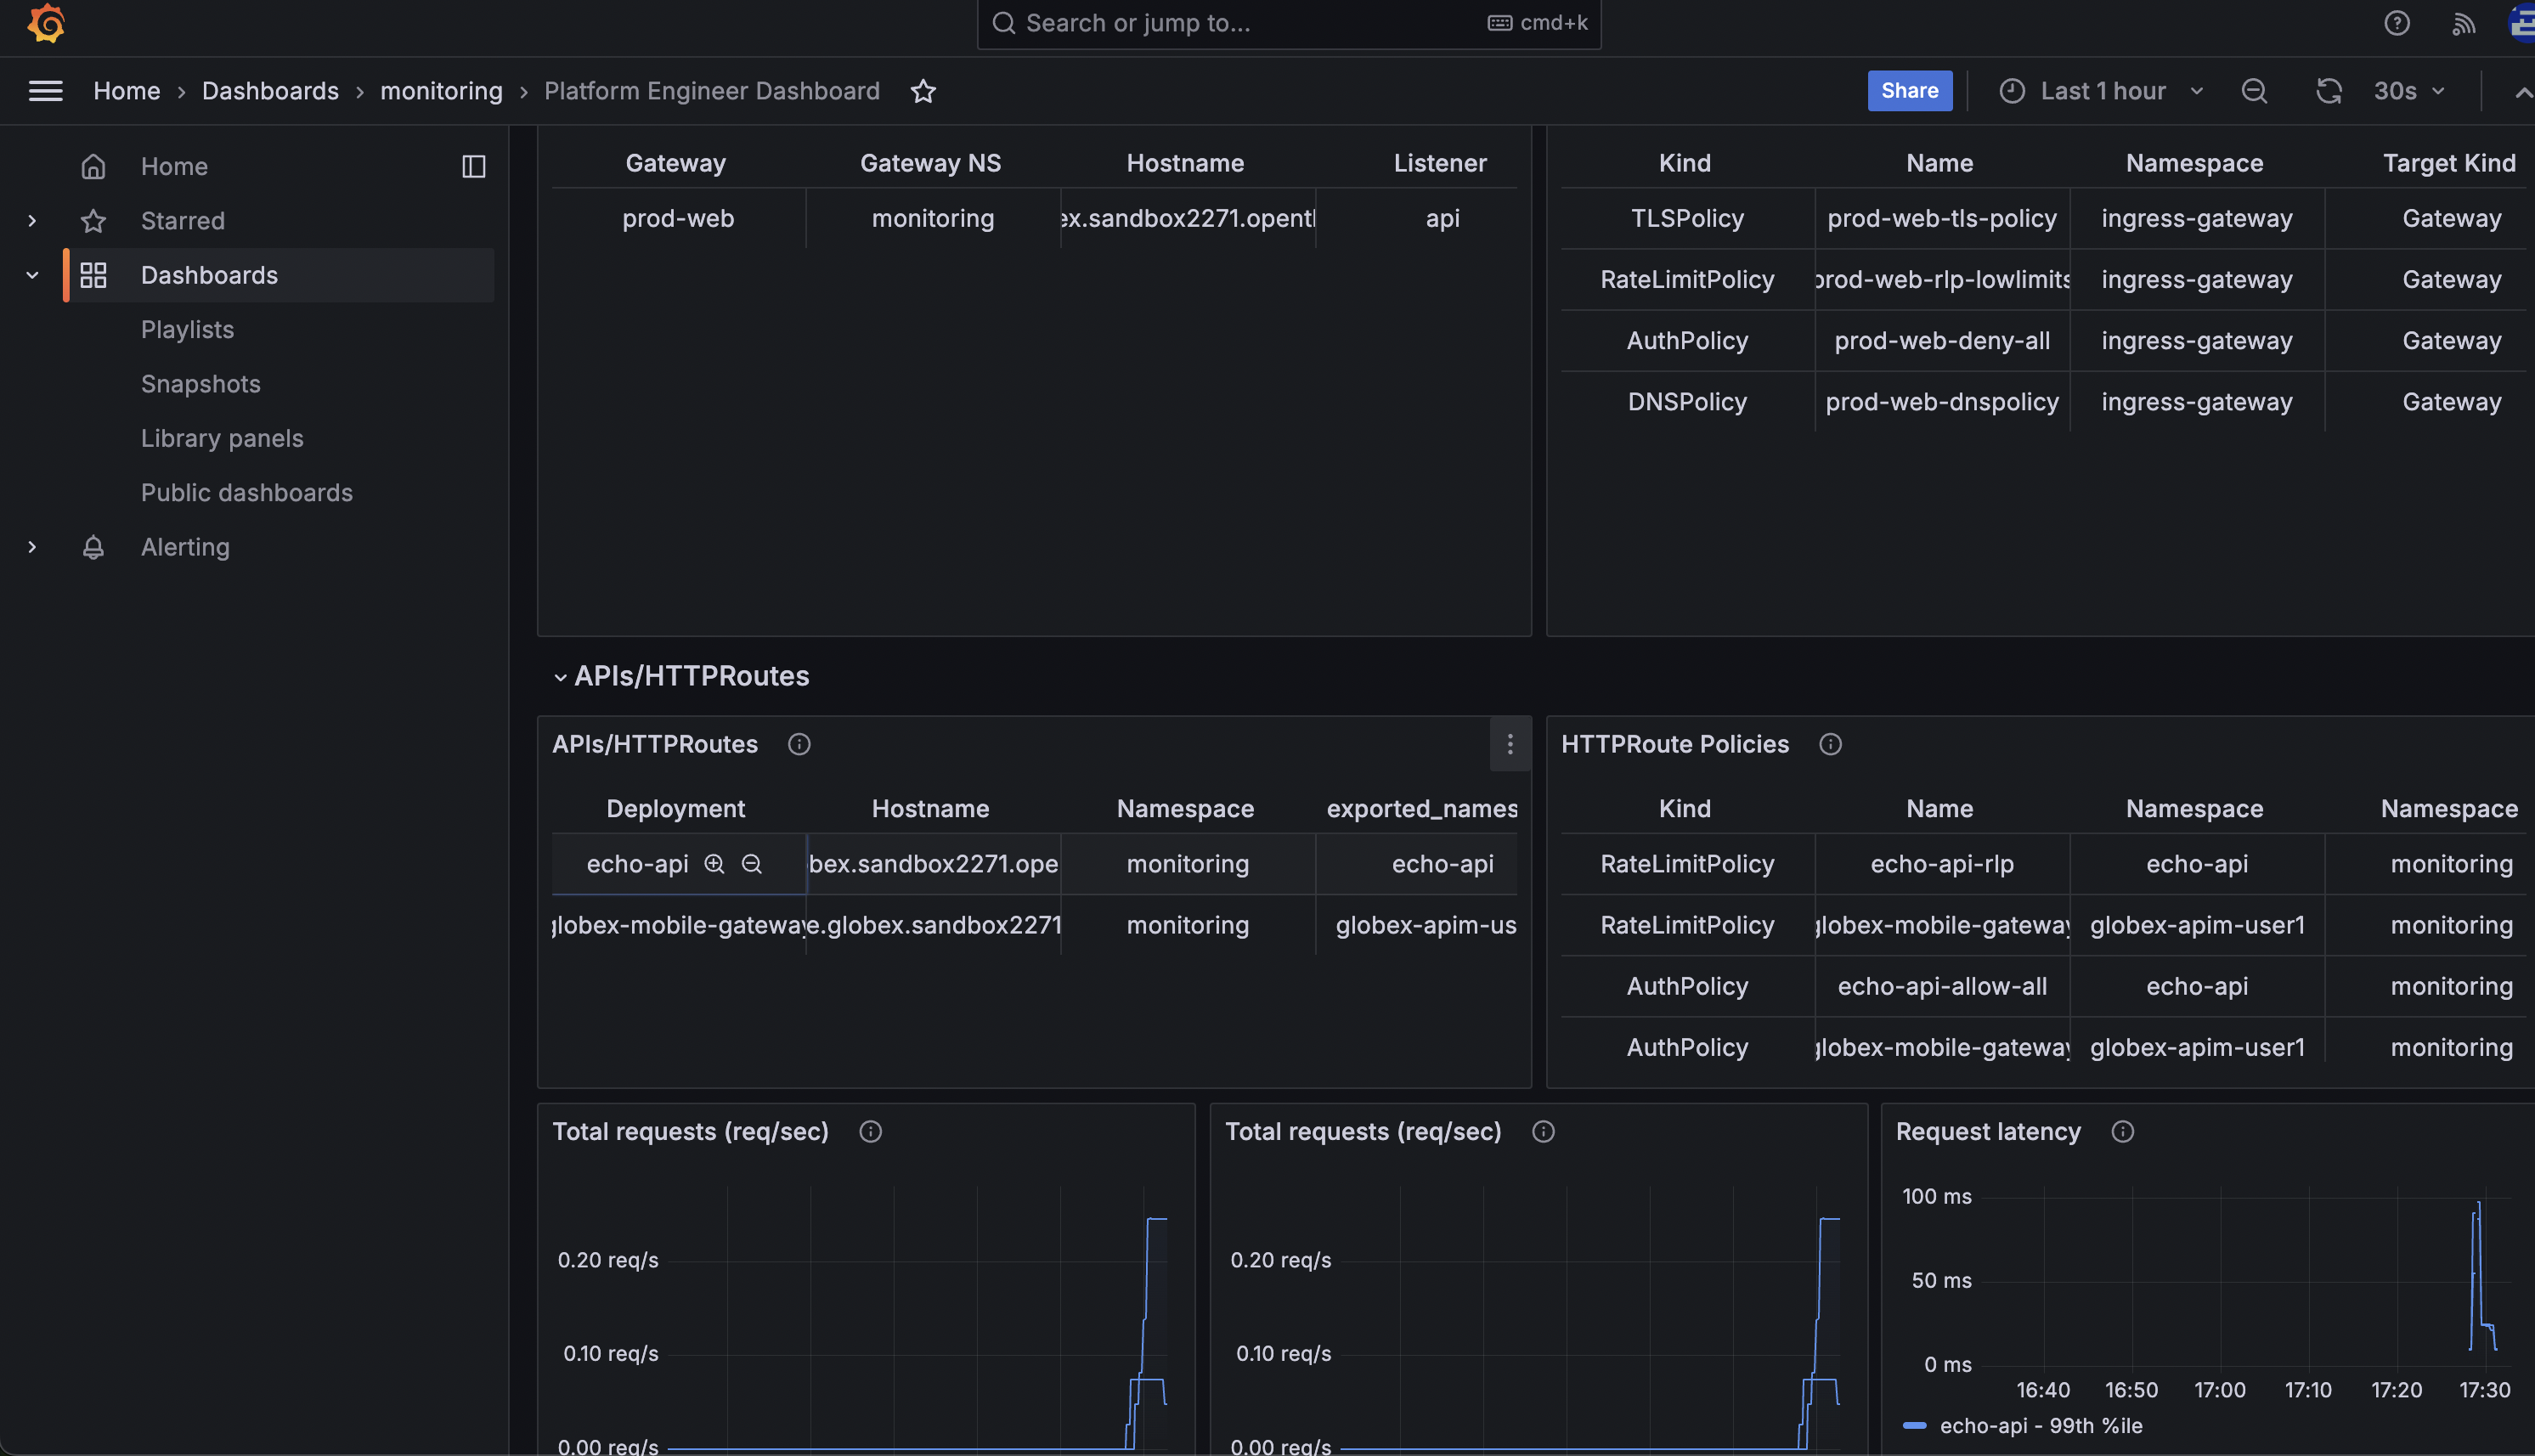 Search or jump to... cmd+k
Home › Dashboards › monitoring › Platform Engineer Dashboard Share Last 1 hour 30s
Home
Starred
Dashboards
Playlists
Snapshots
Library panels
Public dashboards
Alerting
Gateway Gateway NS Hostname Listener
prod-web monitoring ex.sandbox2271.opentl api
Kind Name Namespace Target Kind
TLSPolicy prod-web-tls-policy ingress-gateway Gateway
RateLimitPolicy prod-web-rlp-lowlimits ingress-gateway Gateway
AuthPolicy prod-web-deny-all ingress-gateway Gateway
DNSPolicy prod-web-dnspolicy ingress-gateway Gateway
APIs/HTTPRoutes
APIs/HTTPRoutes
Deployment Hostname Namespace exported_names
echo-api bex.sandbox2271.ope monitoring echo-api
globex-mobile-gateway e.globex.sandbox2271 monitoring globex-apim-us
HTTPRoute Policies
Kind Name Namespace Namespace
RateLimitPolicy echo-api-rlp echo-api monitoring
RateLimitPolicy globex-mobile-gateway globex-apim-user1 monitoring
AuthPolicy echo-api-allow-all echo-api monitoring
AuthPolicy globex-mobile-gateway globex-apim-user1 monitoring
Total requests (req/sec)
0.20 req/s
0.10 req/s
0.00 req/s
Total requests (req/sec)
0.20 req/s
0.10 req/s
0.00 req/s
Request latency
100 ms
50 ms
0 ms
16:40 16:50 17:00 17:10 17:20 17:30
echo-api - 99th %ile